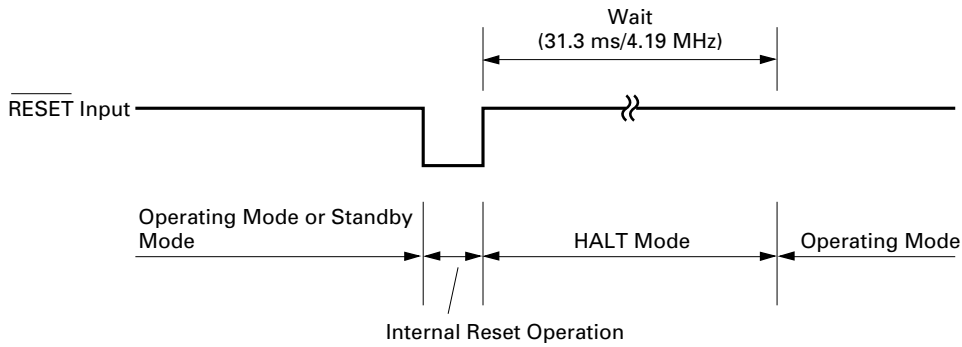 Wait
(31.3 ms/4.19 MHz)
RESET Input
Operating Mode or Standby
Mode
HALT Mode
Operating Mode
Internal Reset Operation